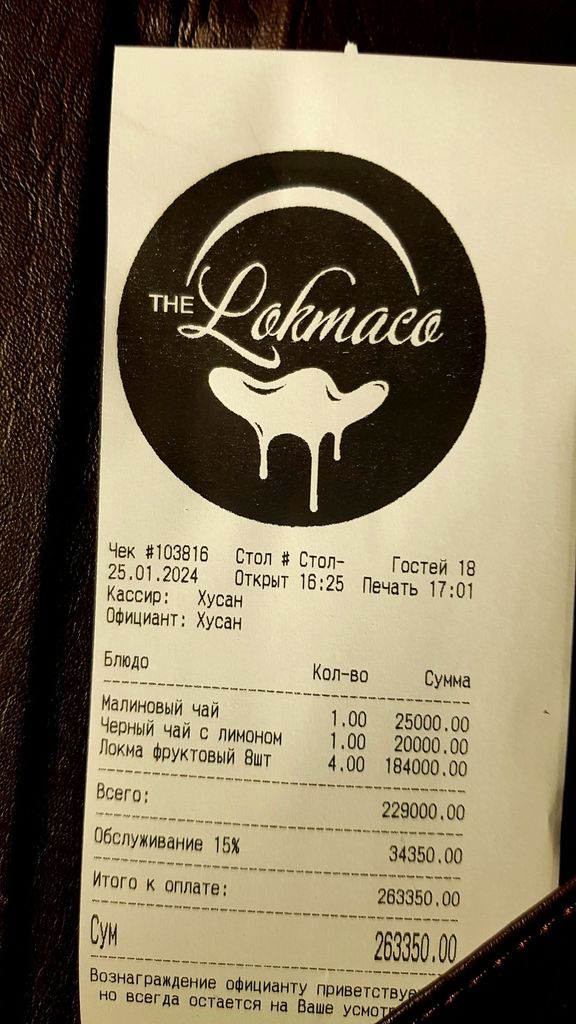 THE Lokmaco
Чек #103816 Стол # Стол- Гостей 18
25.01.2024 Открыт 16:25 Печать 17:01
Кассир: Хусан
Официант: Хусан
Блюдо Кол-во Сумма
Малиновый чай 1.00 25000.00
Черный чай с лимоном 1.00 20000.00
Локма фруктовый 8шт 4.00 184000.00
Всего: 229000.00
Обслуживание 15% 34350.00
Итого к оплате: 263350.00
Сум 263350.00
Вознаграждение официанту
но всегда остается на Ваше